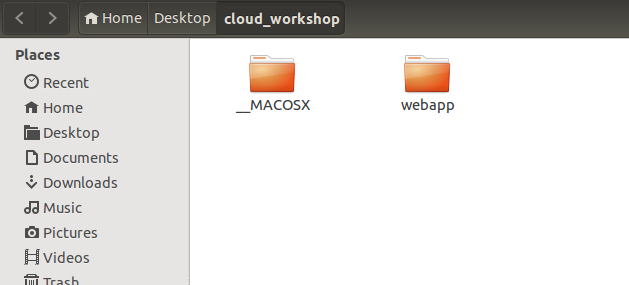 Home Desktop cloud_workshop
Places
Recent
Home
Desktop
Documents
Downloads
Music
Pictures
Videos
Trash
__MACOSX webapp